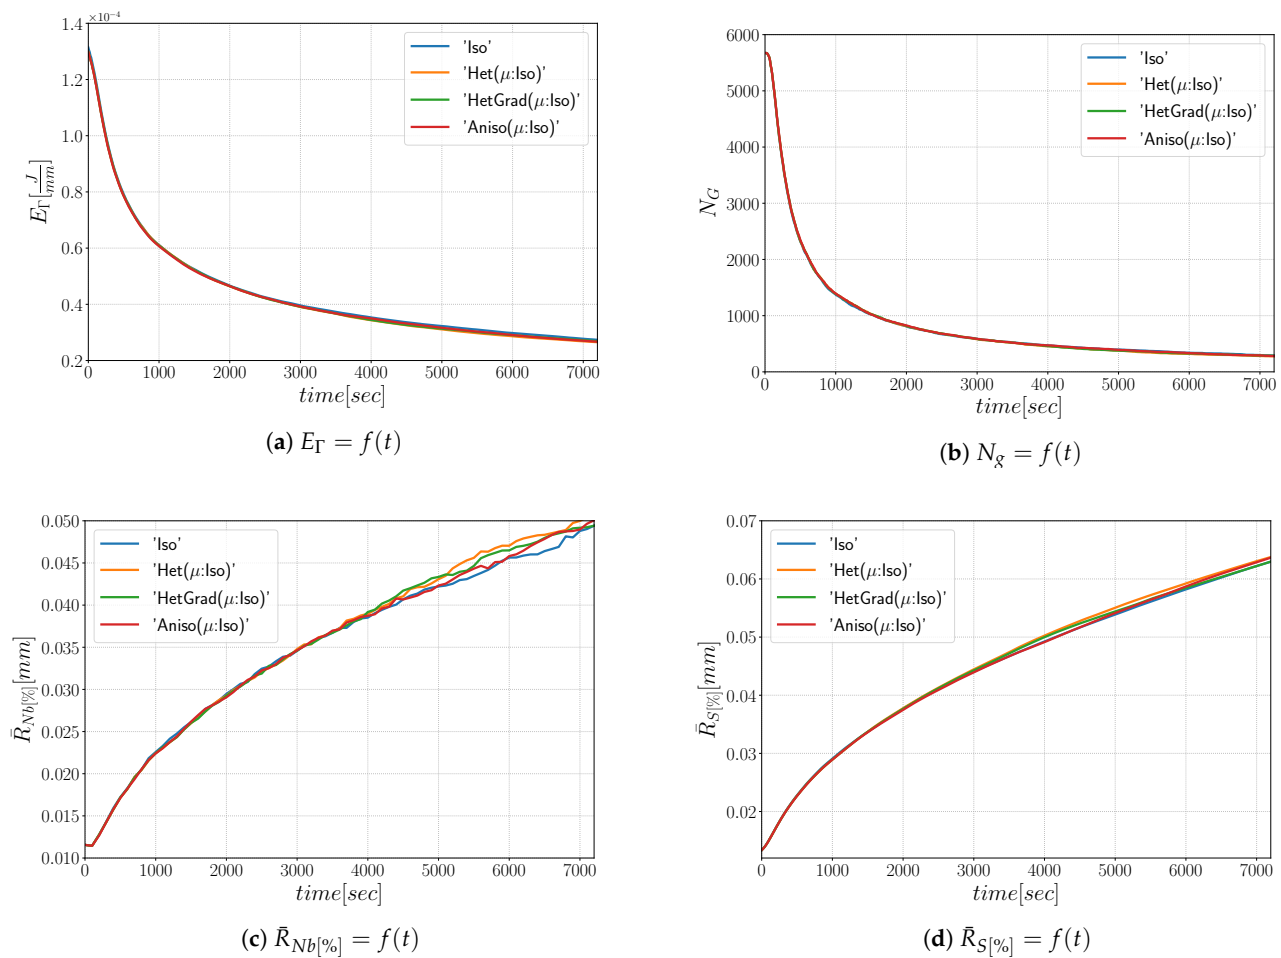 ×10⁻⁴
1.4
1.2
1.0
0.8
0.6
0.4
0.2
E_Γ[J/mm]
'Iso'
'Het(μ:Iso)'
'HetGrad(μ:Iso)'
'Aniso(μ:Iso)'
0 1000 2000 3000 4000 5000 6000 7000
time[sec]
(a) E_Γ = f(t)
6000
5000
4000
3000
2000
1000
0
N_G
'Iso'
'Het(μ:Iso)'
'HetGrad(μ:Iso)'
'Aniso(μ:Iso)'
0 1000 2000 3000 4000 5000 6000 7000
time[sec]
(b) N_g = f(t)
0.050
0.045
0.040
0.035
0.030
0.025
0.020
0.015
0.010
R̄_Nb[%][mm]
'Iso'
'Het(μ:Iso)'
'HetGrad(μ:Iso)'
'Aniso(μ:Iso)'
0 1000 2000 3000 4000 5000 6000 7000
time[sec]
(c) R̄_Nb[%] = f(t)
0.07
0.06
0.05
0.04
0.03
0.02
R̄_S[%][mm]
'Iso'
'Het(μ:Iso)'
'HetGrad(μ:Iso)'
'Aniso(μ:Iso)'
0 1000 2000 3000 4000 5000 6000 7000
time[sec]
(d) R̄_S[%] = f(t)